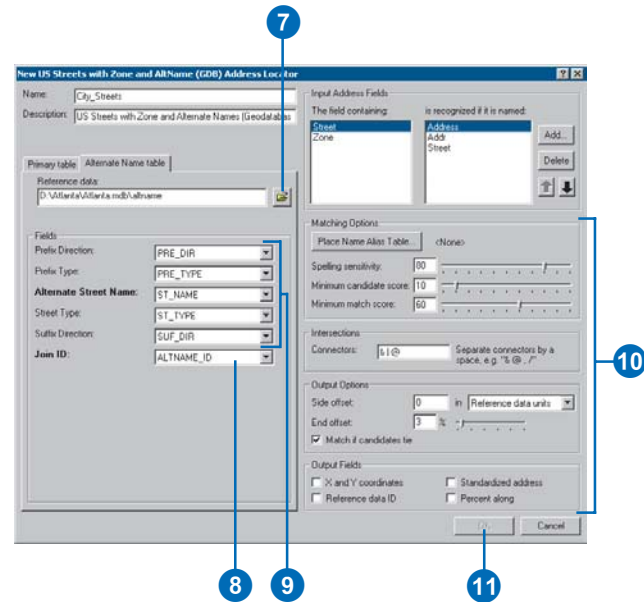 7
New US Streets with Zone and AltName (GDB) Address Locator
Name:
City_Streets
Description:
US Streets with Zone and Alternate Names (Geodatabas
Primary table
Alternate Name table
Reference data:
D:\Atlanta\Atlanta.mdb\altname
Fields
Prefix Direction:
PRE_DIR
Prefix Type:
PRE_TYPE
Alternate Street Name:
ST_NAME
Street Type:
ST_TYPE
Suffix Direction:
SUF_DIR
Join ID:
ALTNAME_ID
Input Address Fields
The field containing:
is recognized if it is named:
Street
Zone
Address
Addr
Street
Add...
Delete
Matching Options
Place Name Alias Table...
<None>
Spelling sensitivity:
80
Minimum candidate score:
10
Minimum match score:
60
Intersections
Connectors:
& | @
Separate connectors by a
space, e.g. "& @ , /"
Output Options
Side offset:
0
in
Reference data units
End offset:
3
%
Match if candidates tie
Output Fields
X and Y coordinates
Standardized address
Reference data ID
Percent along
OK
Cancel
8
9
10
11